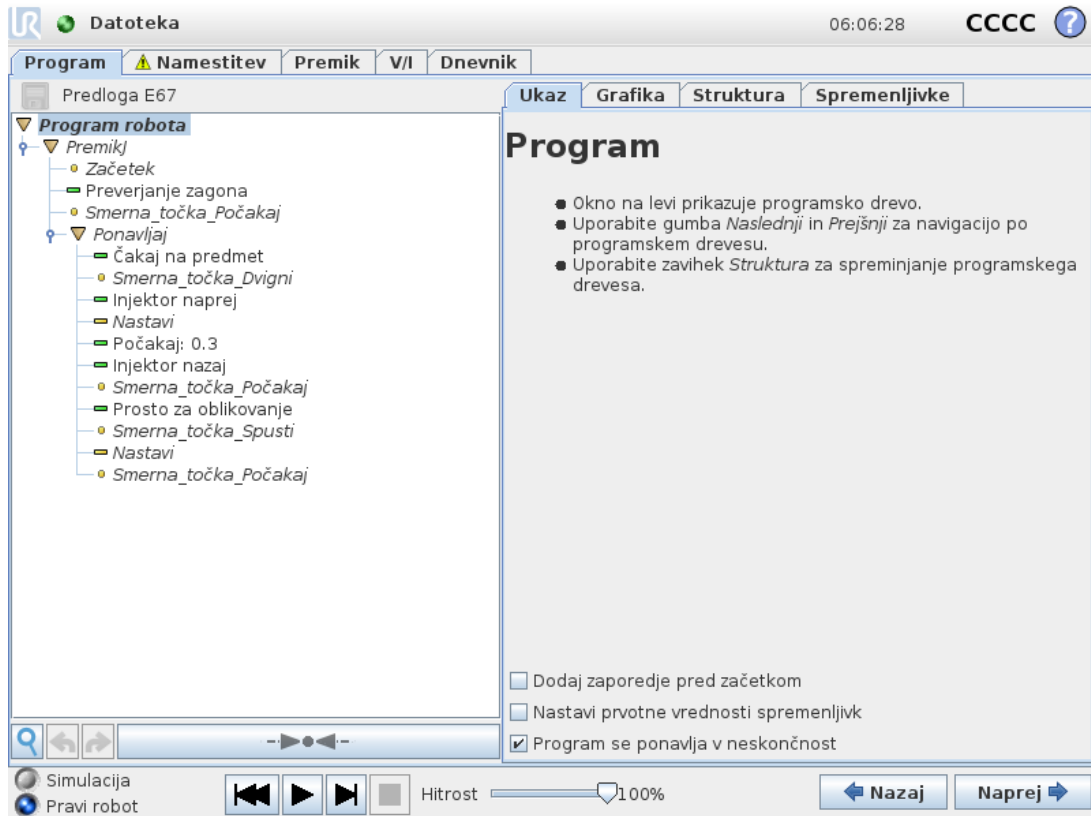 Datoteka 06:06:28 CCCC ?
Program Namestitev Premik V/I Dnevnik
Predloga E67
Program robota
PremikJ
Začetek
Preverjanje zagona
Smerna_točka_Počakaj
Ponavljaj
Čakaj na predmet
Smerna_točka_Dvigni
Injektor naprej
Nastavi
Počakaj: 0.3
Injektor nazaj
Smerna_točka_Počakaj
Prosto za oblikovanje
Smerna_točka_Spusti
Nastavi
Smerna_točka_Počakaj
Ukaz Grafika Struktura Spremenljivke
Program
Okno na levi prikazuje programsko drevo.
Uporabite gumba Naslednji in Prejšnji za navigacijo po
programskem drevesu.
Uporabite zavihek Struktura za spreminjanje programskega
drevesa.
Dodaj zaporedje pred začetkom
Nastavi prvotne vrednosti spremenljivk
Program se ponavlja v neskončnost
Simulacija
Pravi robot
Hitrost 100%
Nazaj Naprej